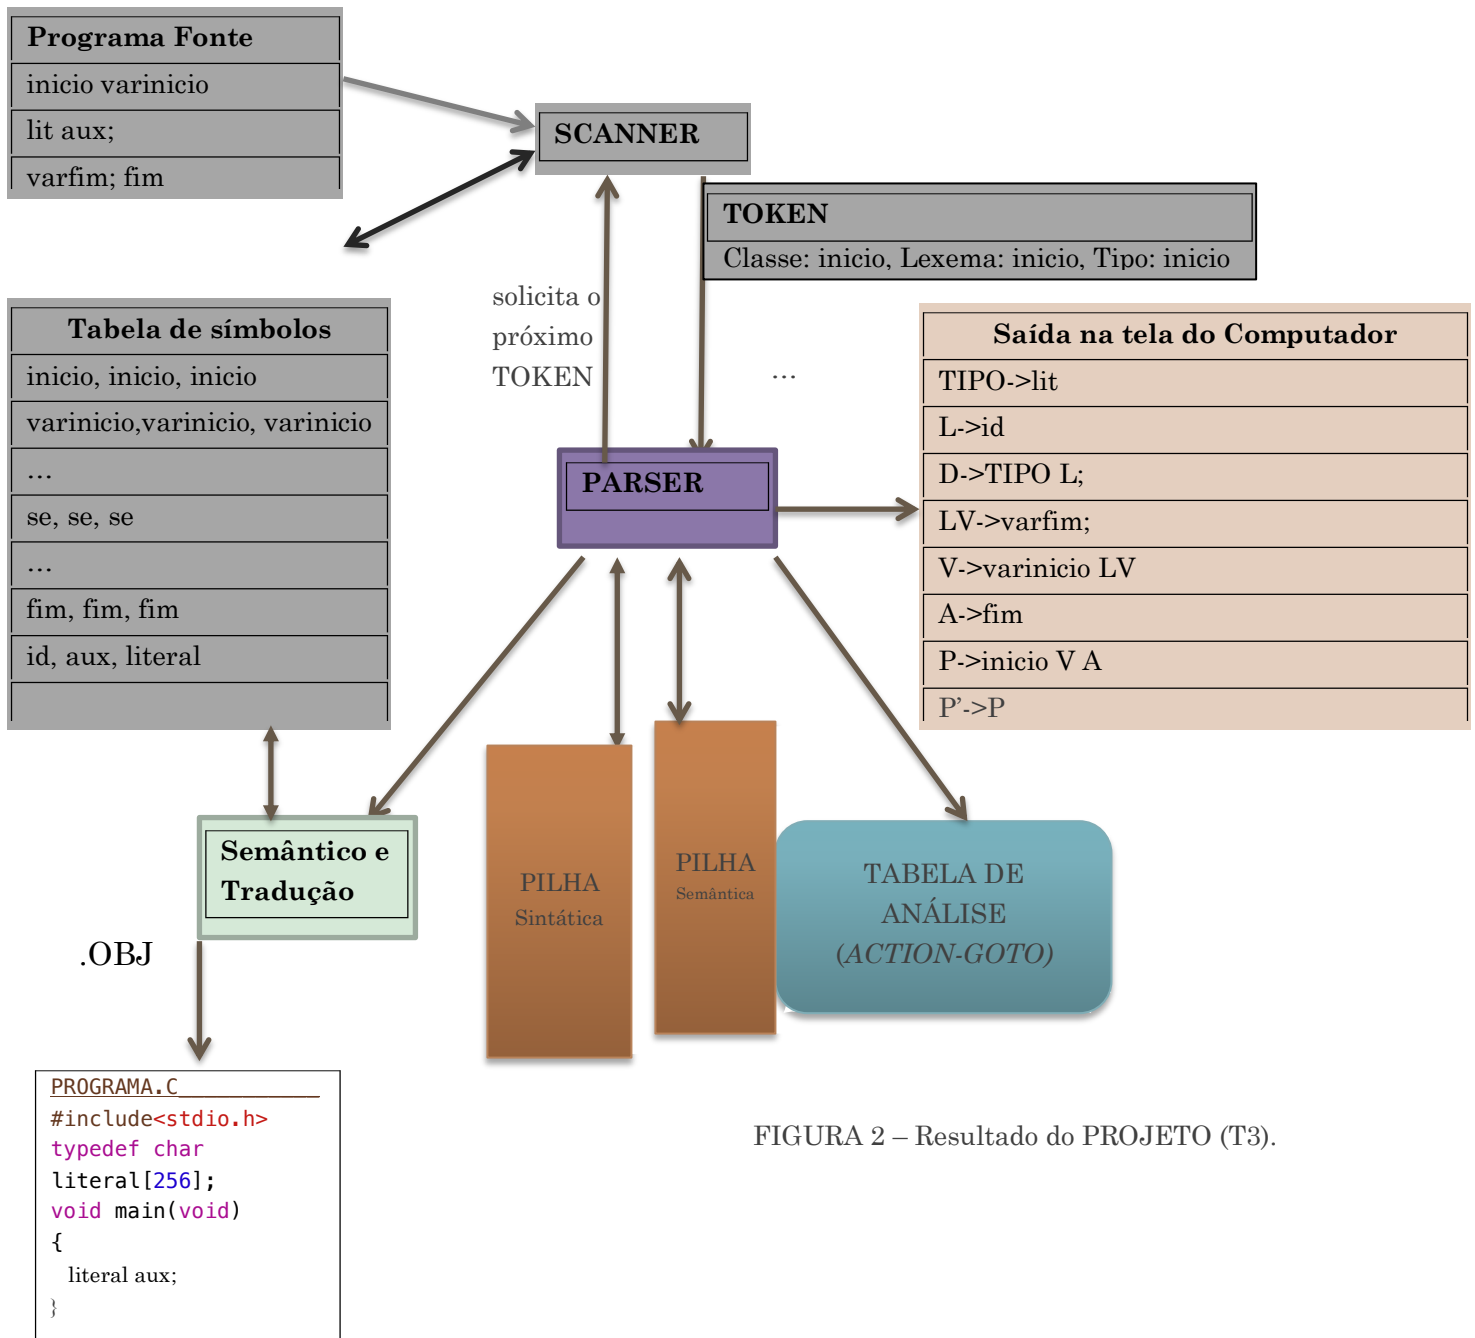 Programa Fonte
inicio varinicio
lit aux;
varfim; fim
SCANNER
TOKEN
Classe: inicio, Lexema: inicio, Tipo: inicio
solicita o
próximo
TOKEN
...
Tabela de símbolos
inicio, inicio, inicio
varinicio,varinicio, varinicio
...
se, se, se
...
fim, fim, fim
id, aux, literal
Saída na tela do Computador
TIPO->lit
L->id
D->TIPO L;
LV->varfim;
V->varinicio LV
A->fim
P->inicio V A
P’->P
PARSER
Semântico e
Tradução
PILHA
Sintática
PILHA
Semântica
TABELA DE
ANÁLISE
(ACTION-GOTO)
.OBJ
PROGRAMA.C___________
#include<stdio.h>
typedef char
literal[256];
void main(void)
{
literal aux;
}
FIGURA 2 – Resultado do PROJETO (T3).